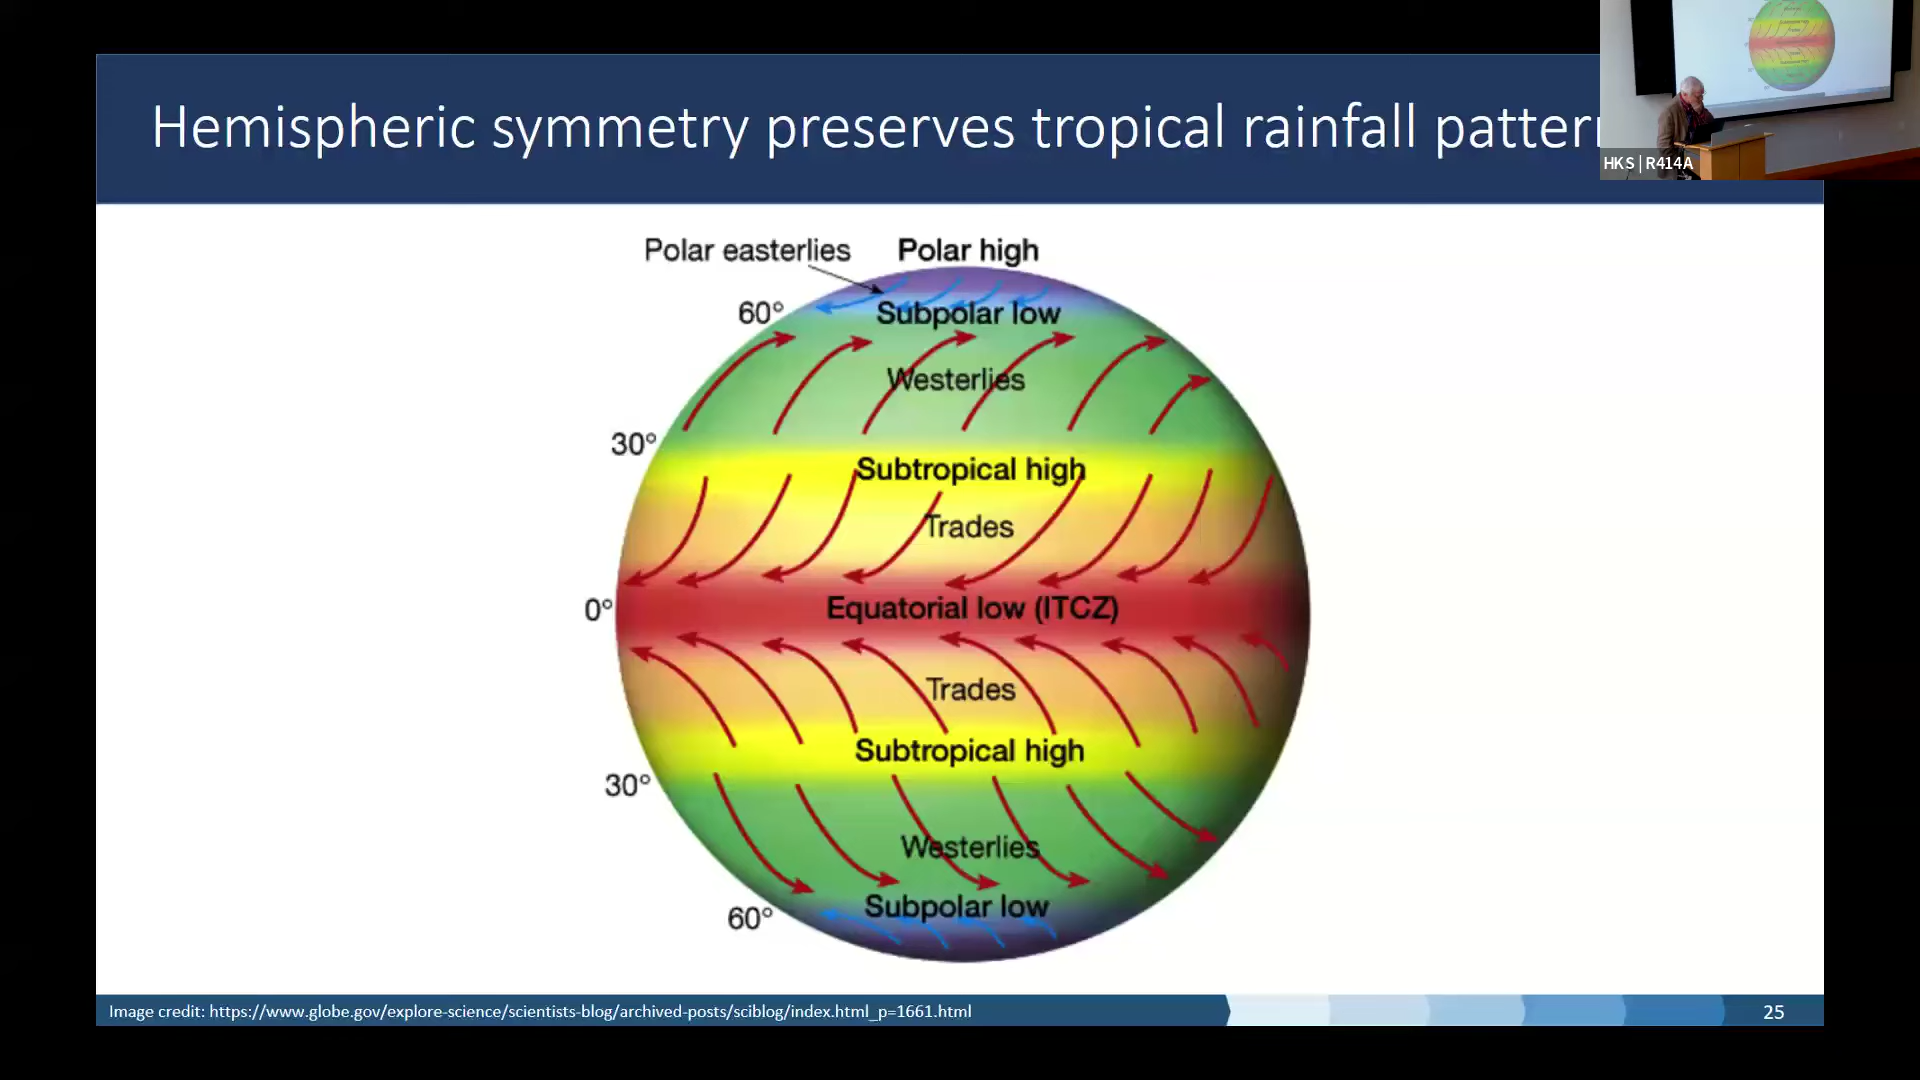 Hemispheric symmetry preserves tropical rainfall patter
HKS | R414A
Polar easterlies
Polar high
60°
Subpolar low
Westerlies
30°
Subtropical high
Trades
0°
Equatorial low (ITCZ)
Trades
Subtropical high
30°
Westerlies
Subpolar low
60°
Image credit: https://www.globe.gov/explore-science/scientists-blog/archived-posts/sciblog/index.html_p=1661.html
25